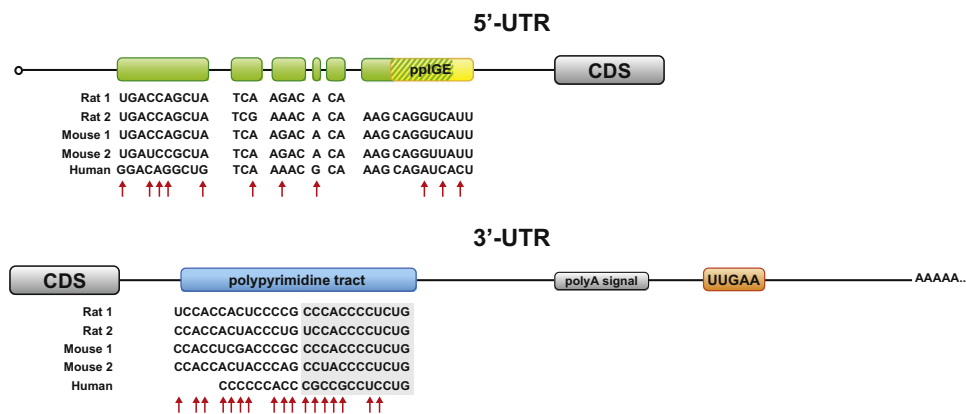 5'-UTR
ppIGE CDS
Rat 1 UGACCAGCUA TCA AGAC A CA
Rat 2 UGACCAGCUA TCG AAAC A CA AAG CAGGUCAUU
Mouse 1 UGACCAGCUA TCA AGAC A CA AAG CAGGUCAUU
Mouse 2 UGAUCCGCUA TCA AGAC A CA AAG CAGGUUAUU
Human GGACAGGCUG TCA AAAC G CA AAG CAGAUCACU
3'-UTR
CDS polypyrimidine tract polyA signal UUGAA AAAAA..
Rat 1 UCCACCACUCCCCG CCCACCCCUCUG
Rat 2 CCACCACUACCCUG UCCACCCCUCUG
Mouse 1 CCACCUCGACCCGC CCCACCCCUCUG
Mouse 2 CCACCACUACCCAG CCUACCCCUCUG
Human CCCCCCACC CGCCGCCUCCUG